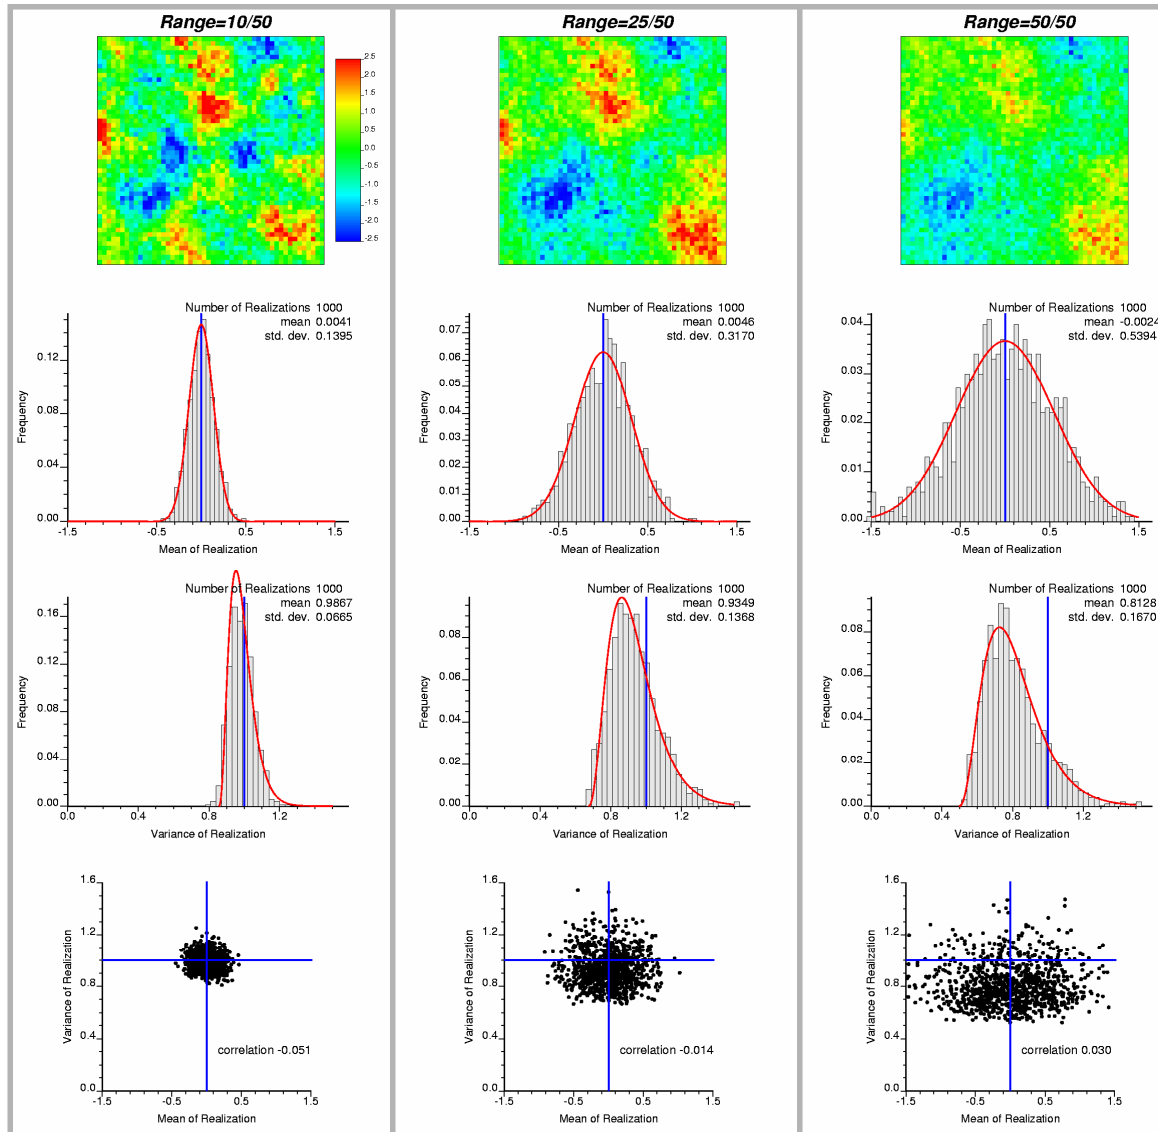 Range=10/50
2.5
2.0
1.5
1.0
0.5
0.0
-0.5
-1.0
-1.5
-2.0
-2.5
Number of Realizations 1000
mean 0.0041
std. dev. 0.1395
Frequency
0.12
0.08
0.04
0.00
-1.5 -0.5 0.5 1.5
Mean of Realization
Number of Realizations 1000
mean 0.9867
std. dev. 0.0665
Frequency
0.16
0.12
0.08
0.04
0.00
0.0 0.4 0.8 1.2
Variance of Realization
Variance of Realization
1.6
1.2
0.8
0.4
0.0
correlation -0.051
-1.5 -0.5 0.5 1.5
Mean of Realization
Range=25/50
Number of Realizations 1000
mean 0.0046
std. dev. 0.3170
Frequency
0.07
0.06
0.05
0.04
0.03
0.02
0.01
0.00
-1.5 -0.5 0.5 1.5
Mean of Realization
Number of Realizations 1000
mean 0.9349
std. dev. 0.1368
Frequency
0.08
0.06
0.04
0.02
0.00
0.0 0.4 0.8 1.2
Variance of Realization
Variance of Realization
1.6
1.2
0.8
0.4
0.0
correlation -0.014
-1.5 -0.5 0.5 1.5
Mean of Realization
Range=50/50
Number of Realizations 1000
mean -0.0024
std. dev. 0.5394
Frequency
0.04
0.03
0.02
0.01
0.00
-1.5 -0.5 0.5 1.5
Mean of Realization
Number of Realizations 1000
mean 0.8128
std. dev. 0.1670
Frequency
0.08
0.04
0.00
0.0 0.4 0.8 1.2
Variance of Realization
Variance of Realization
1.6
1.2
0.8
0.4
0.0
correlation 0.030
-1.5 -0.5 0.5 1.5
Mean of Realization